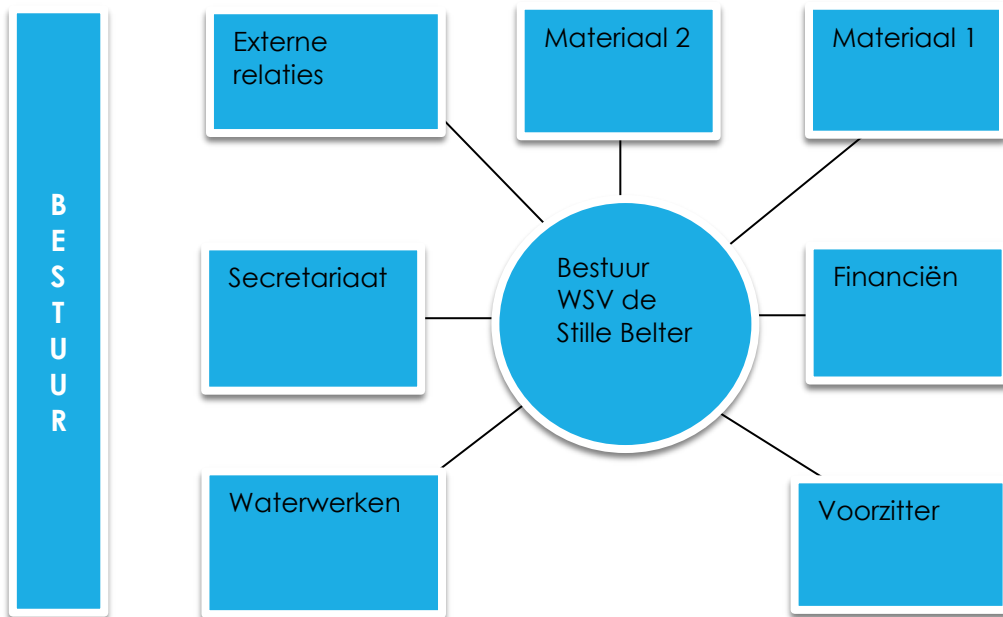 BESTUUR
Externe
relaties
Materiaal 2
Materiaal 1
Secretariaat
Bestuur
WSV de
Stille Belter
Financiën
Waterwerken
Voorzitter